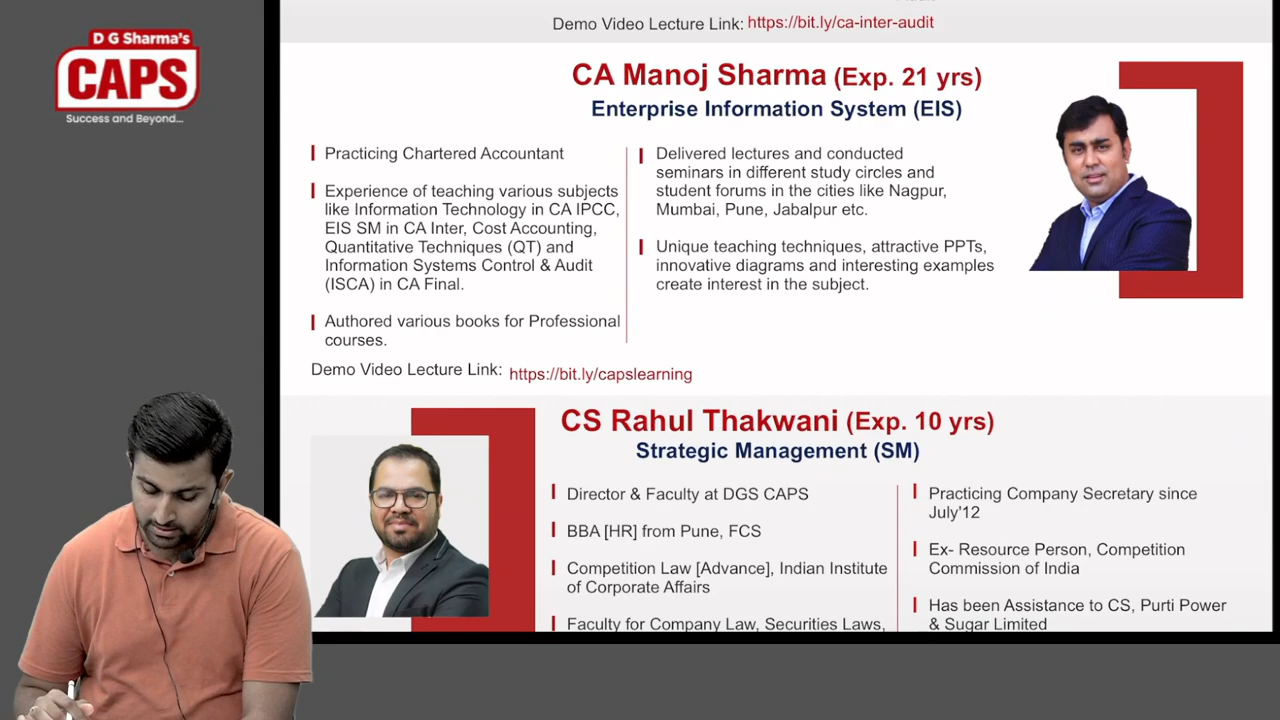 D G Sharma's
CAPS
Success and Beyond...
Demo Video Lecture Link: https://bit.ly/ca-inter-audit
CA Manoj Sharma (Exp. 21 yrs)
Enterprise Information System (EIS)
Practicing Chartered Accountant
Experience of teaching various subjects
like Information Technology in CA IPCC,
EIS SM in CA Inter, Cost Accounting,
Quantitative Techniques (QT) and
Information Systems Control & Audit
(ISCA) in CA Final.
Authored various books for Professional
courses.
Delivered lectures and conducted
seminars in different study circles and
student forums in the cities like Nagpur,
Mumbai, Pune, Jabalpur etc.
Unique teaching techniques, attractive PPTs,
innovative diagrams and interesting examples
create interest in the subject.
Demo Video Lecture Link: https://bit.ly/capslearning
CS Rahul Thakwani (Exp. 10 yrs)
Strategic Management (SM)
Director & Faculty at DGS CAPS
BBA [HR] from Pune, FCS
Competition Law [Advance], Indian Institute
of Corporate Affairs
Faculty for Company Law, Securities Laws,
Practicing Company Secretary since
July'12
Ex- Resource Person, Competition
Commission of India
Has been Assistance to CS, Purti Power
& Sugar Limited